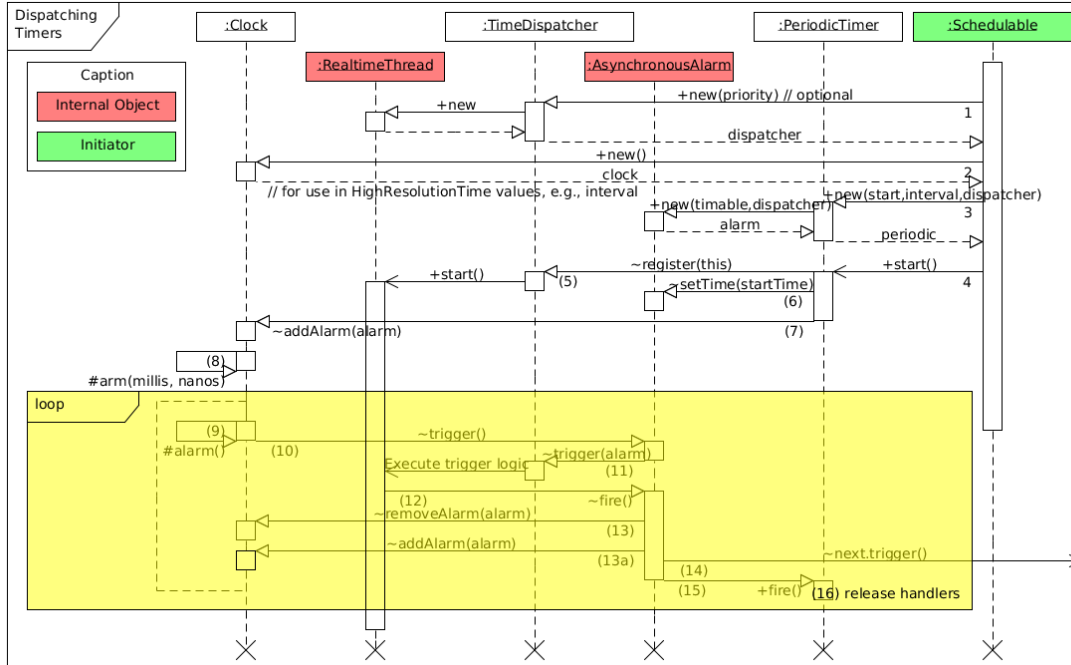 Dispatching
Timers
:Clock
:TimeDispatcher
:PeriodicTimer
:Schedulable
:RealtimeThread
:AsynchronousAlarm
Caption
Internal Object
Initiator
+new(priority) // optional
1
+new
dispatcher
+new()
2
clock
// for use in HighResolutionTime values, e.g., interval
+new(start,interval,dispatcher)
+new(timable,dispatcher)
3
alarm
periodic
~register(this)
+start()
+start()
(5)
4
~setTime(startTime)
(6)
~addAlarm(alarm)
(7)
(8)
#arm(millis, nanos)
loop
(9)
~trigger()
#alarm()
(10)
~trigger(alarm)
Execute trigger logic
(11)
(12)
~fire()
~removeAlarm(alarm)
(13)
~addAlarm(alarm)
(13a)
~next.trigger()
(14)
(15)
+fire()
(16) release handlers